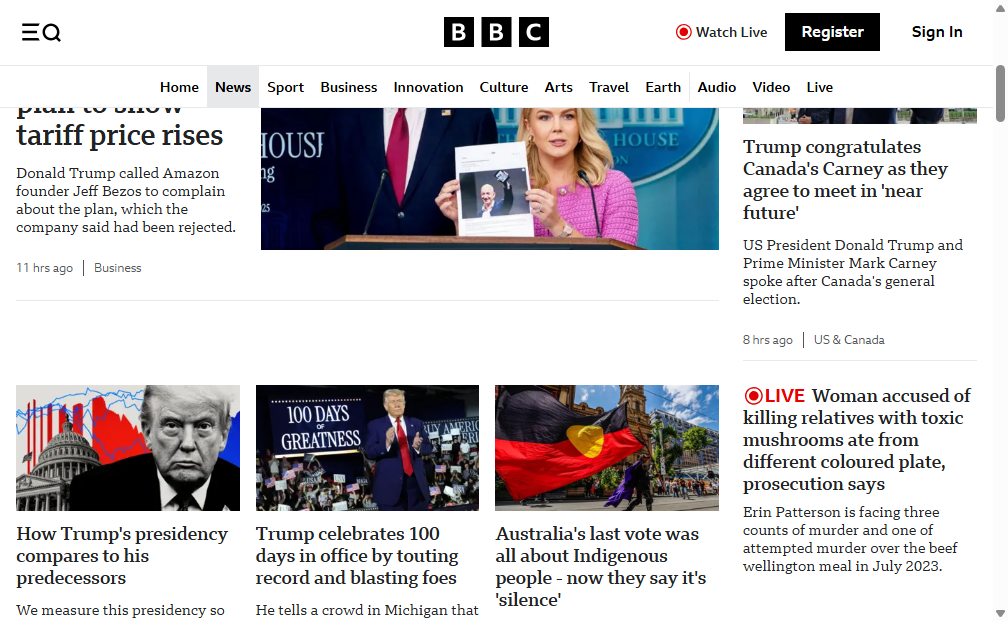 BBC
Watch Live
Register
Sign In
Home
News
Sport
Business
Innovation
Culture
Arts
Travel
Earth
Audio
Video
Live
plan to show
tariff price rises
Donald Trump called Amazon
founder Jeff Bezos to complain
about the plan, which the
company said had been rejected.
11 hrs ago
Business
HOUSE
Trump congratulates
Canada's Carney as they
agree to meet in 'near
future'
US President Donald Trump and
Prime Minister Mark Carney
spoke after Canada's general
election.
8 hrs ago
US & Canada
How Trump's presidency
compares to his
predecessors
We measure this presidency so
100 DAYS
OF
GREATNESS
Trump celebrates 100
days in office by touting
record and blasting foes
He tells a crowd in Michigan that
Australia's last vote was
all about Indigenous
people - now they say it's
'silence'
LIVE Woman accused of
killing relatives with toxic
mushrooms ate from
different coloured plate,
prosecution says
Erin Patterson is facing three
counts of murder and one of
attempted murder over the beef
wellington meal in July 2023.